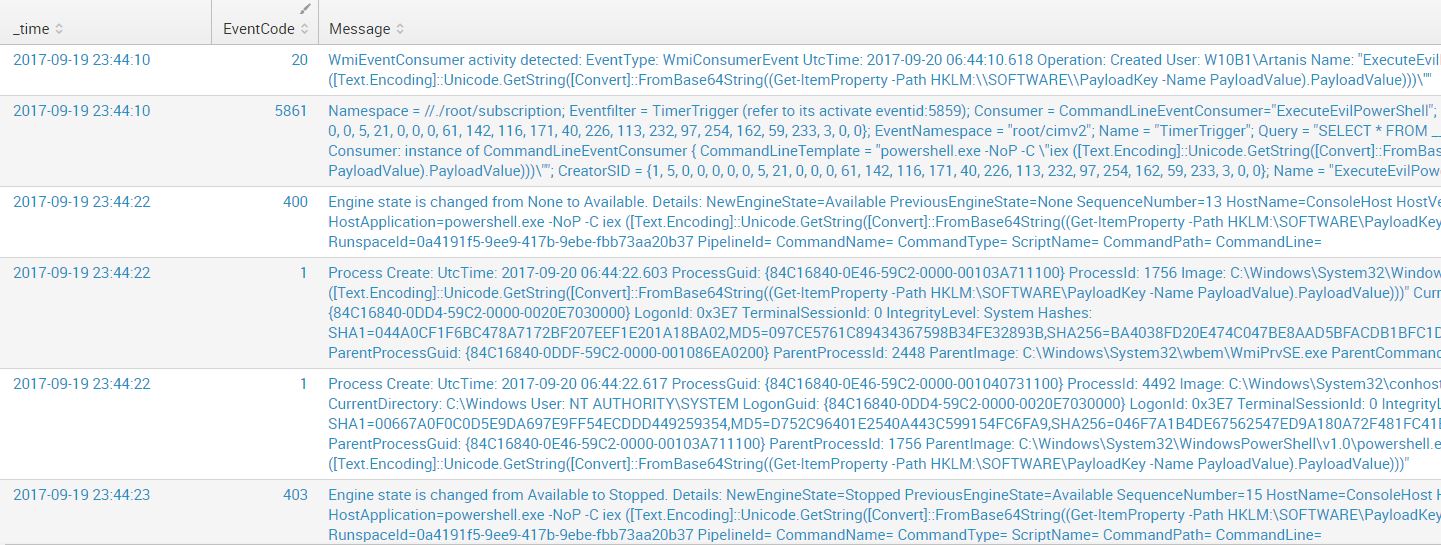 _time EventCode Message
2017-09-19 23:44:10 20 WmiEventConsumer activity detected: EventType: WmiConsumerEvent UtcTime: 2017-09-20 06:44:10.618 Operation: Created User: W10B1\Artanis Name: "ExecuteEvil
([Text.Encoding]::Unicode.GetString([Convert]::FromBase64String((Get-ItemProperty -Path HKLM:\\SOFTWARE\\PayloadKey -Name PayloadValue).PayloadValue)))\""
2017-09-19 23:44:10 5861 Namespace = //./root/subscription; Eventfilter = TimerTrigger (refer to its activate eventid:5859); Consumer = CommandLineEventConsumer="ExecuteEvilPowerShell";
0, 0, 5, 21, 0, 0, 0, 61, 142, 116, 171, 40, 226, 113, 232, 97, 254, 162, 59, 233, 3, 0, 0}; EventNamespace = "root/cimv2"; Name = "TimerTrigger"; Query = "SELECT * FROM __
Consumer: instance of CommandLineEventConsumer { CommandLineTemplate = "powershell.exe -NoP -C \"iex ([Text.Encoding]::Unicode.GetString([Convert]::FromBase
PayloadValue).PayloadValue)))\""; CreatorSID = {1, 5, 0, 0, 0, 0, 0, 5, 21, 0, 0, 0, 61, 142, 116, 171, 40, 226, 113, 232, 97, 254, 162, 59, 233, 3, 0, 0}; Name = "ExecuteEvilPow
2017-09-19 23:44:22 400 Engine state is changed from None to Available. Details: NewEngineState=Available PreviousEngineState=None SequenceNumber=13 HostName=ConsoleHost HostVe
HostApplication=powershell.exe -NoP -C iex ([Text.Encoding]::Unicode.GetString([Convert]::FromBase64String((Get-ItemProperty -Path HKLM:\SOFTWARE\PayloadKey
RunspaceId=0a4191f5-9ee9-417b-9ebe-fbb73aa20b37 PipelineId= CommandName= CommandType= ScriptName= CommandPath= CommandLine=
2017-09-19 23:44:22 1 Process Create: UtcTime: 2017-09-20 06:44:22.603 ProcessGuid: {84C16840-0E46-59C2-0000-00103A711100} ProcessId: 1756 Image: C:\Windows\System32\Window
([Text.Encoding]::Unicode.GetString([Convert]::FromBase64String((Get-ItemProperty -Path HKLM:\SOFTWARE\PayloadKey -Name PayloadValue).PayloadValue)))" Curr
{84C16840-0DD4-59C2-0000-0020E7030000} LogonId: 0x3E7 TerminalSessionId: 0 IntegrityLevel: System Hashes:
SHA1=044A0CF1F6BC478A7172BF207EEF1E201A18BA02,MD5=097CE5761C89434367598B34FE32893B,SHA256=BA4038FD20E474C047BE8AAD5BFACDB1BFC1D
ParentProcessGuid: {84C16840-0DDF-59C2-0000-001086EA0200} ParentProcessId: 2448 ParentImage: C:\Windows\System32\wbem\WmiPrvSE.exe ParentCommand
2017-09-19 23:44:22 1 Process Create: UtcTime: 2017-09-20 06:44:22.617 ProcessGuid: {84C16840-0E46-59C2-0000-001040731100} ProcessId: 4492 Image: C:\Windows\System32\conhost
CurrentDirectory: C:\Windows User: NT AUTHORITY\SYSTEM LogonGuid: {84C16840-0DD4-59C2-0000-0020E7030000} LogonId: 0x3E7 TerminalSessionId: 0 IntegrityL
SHA1=00667A0F0C0D5E9DA697E9FF54ECDDD449259354,MD5=D752C96401E2540A443C599154FC6FA9,SHA256=046F7A1B4DE67562547ED9A180A72F481FC41E
ParentProcessGuid: {84C16840-0E46-59C2-0000-00103A711100} ParentProcessId: 1756 ParentImage: C:\Windows\System32\WindowsPowerShell\v1.0\powershell.e
([Text.Encoding]::Unicode.GetString([Convert]::FromBase64String((Get-ItemProperty -Path HKLM:\SOFTWARE\PayloadKey -Name PayloadValue).PayloadValue)))"
2017-09-19 23:44:23 403 Engine state is changed from Available to Stopped. Details: NewEngineState=Stopped PreviousEngineState=Available SequenceNumber=15 HostName=ConsoleHost H
HostApplication=powershell.exe -NoP -C iex ([Text.Encoding]::Unicode.GetString([Convert]::FromBase64String((Get-ItemProperty -Path HKLM:\SOFTWARE\PayloadKey
RunspaceId=0a4191f5-9ee9-417b-9ebe-fbb73aa20b37 PipelineId= CommandName= CommandType= ScriptName= CommandPath= CommandLine=